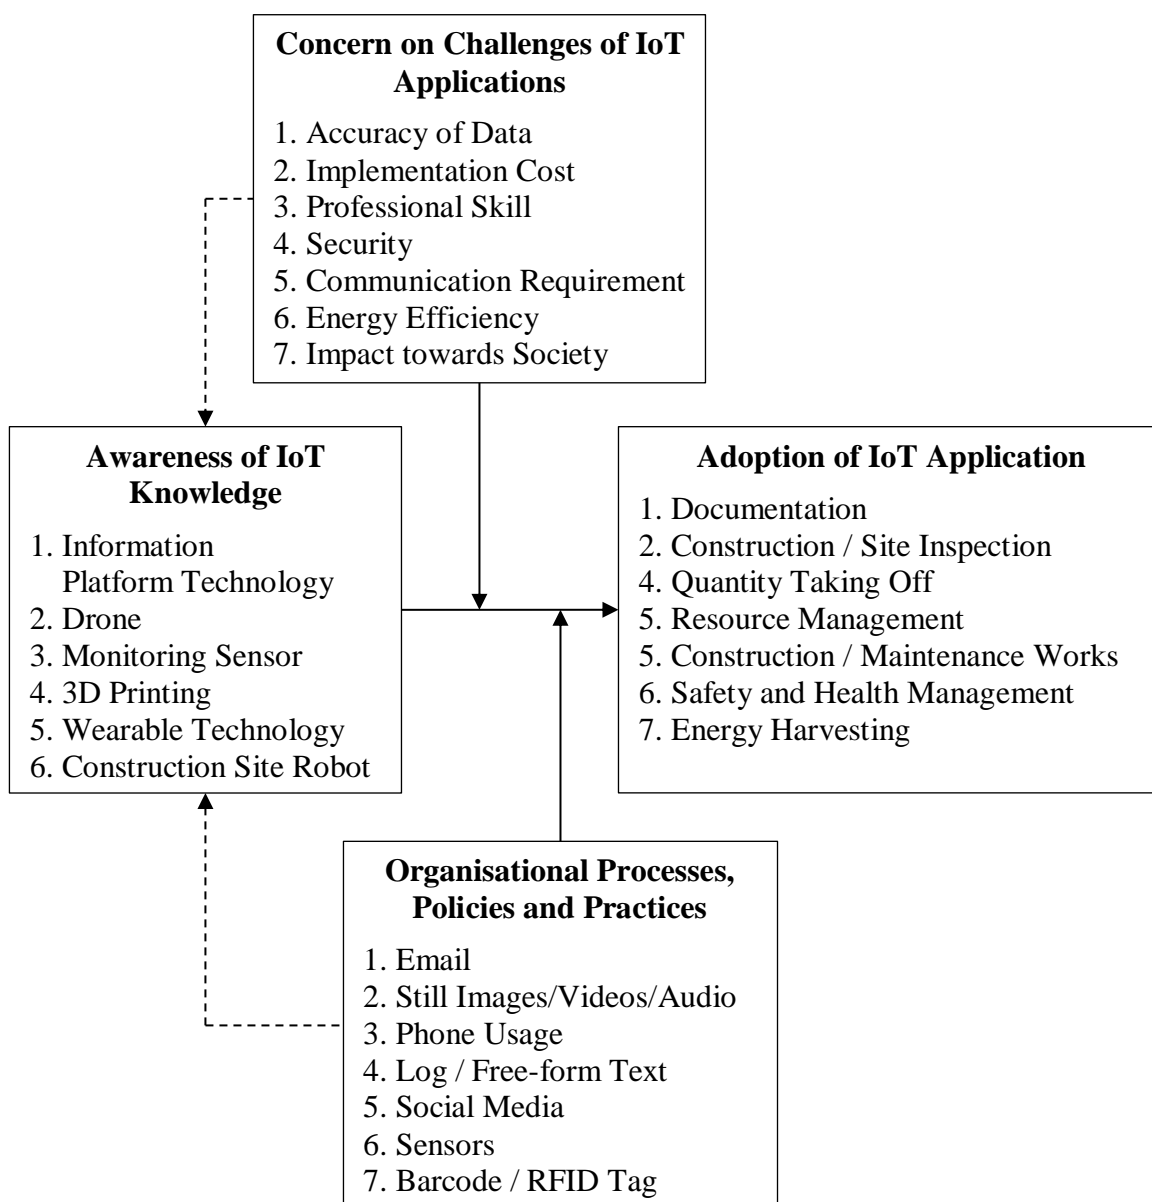 Concern on Challenges of IoT
Applications
1. Accuracy of Data
2. Implementation Cost
3. Professional Skill
4. Security
5. Communication Requirement
6. Energy Efficiency
7. Impact towards Society
Awareness of IoT
Knowledge
1. Information
Platform Technology
2. Drone
3. Monitoring Sensor
4. 3D Printing
5. Wearable Technology
6. Construction Site Robot
Adoption of IoT Application
1. Documentation
2. Construction / Site Inspection
4. Quantity Taking Off
5. Resource Management
5. Construction / Maintenance Works
6. Safety and Health Management
7. Energy Harvesting
Organisational Processes,
Policies and Practices
1. Email
2. Still Images/Videos/Audio
3. Phone Usage
4. Log / Free-form Text
5. Social Media
6. Sensors
7. Barcode / RFID Tag